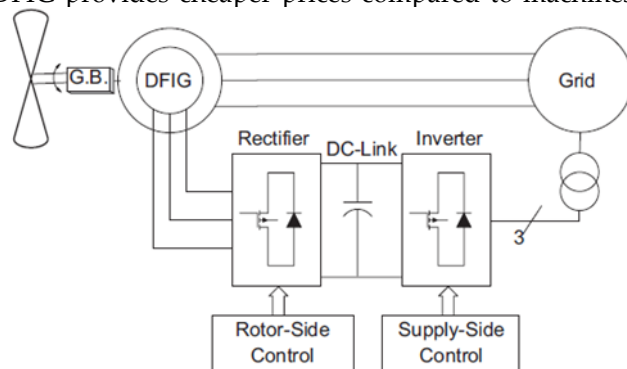 DFIG provides cheaper prices compared to machines
G.B.
DFIG
Grid
Rectifier
DC-Link
Inverter
3
Rotor-Side
Control
Supply-Side
Control